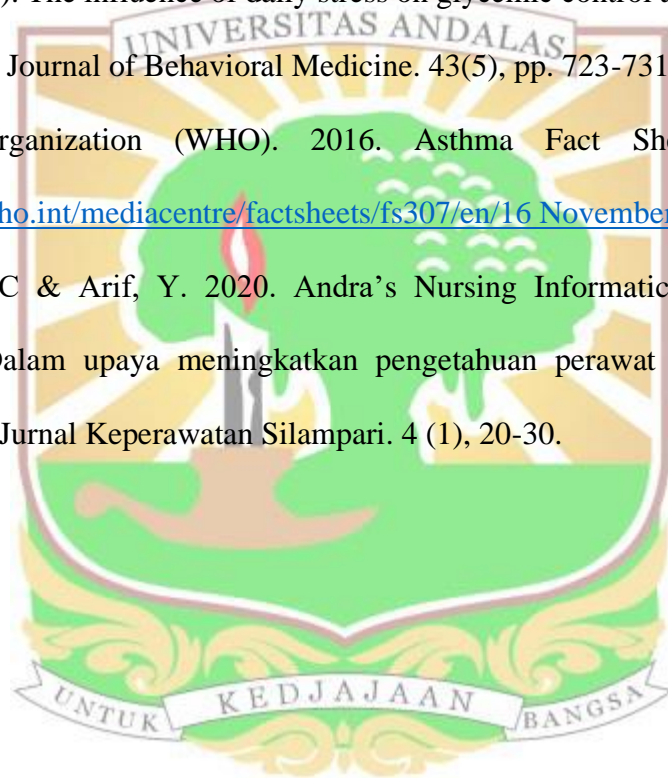 ). The influence of daily stress on glycemic control a
UNIVERSITAS ANDALAS
Journal of Behavioral Medicine. 43(5), pp. 723-731
rganization (WHO). 2016. Asthma Fact She
ho.int/mediacentre/factsheets/fs307/en/16 November
C & Arif, Y. 2020. Andra’s Nursing Informatic
Dalam upaya meningkatkan pengetahuan perawat
Jurnal Keperawatan Silampari. 4 (1), 20-30.
UNTUK KEDJAJAAN BANGSA